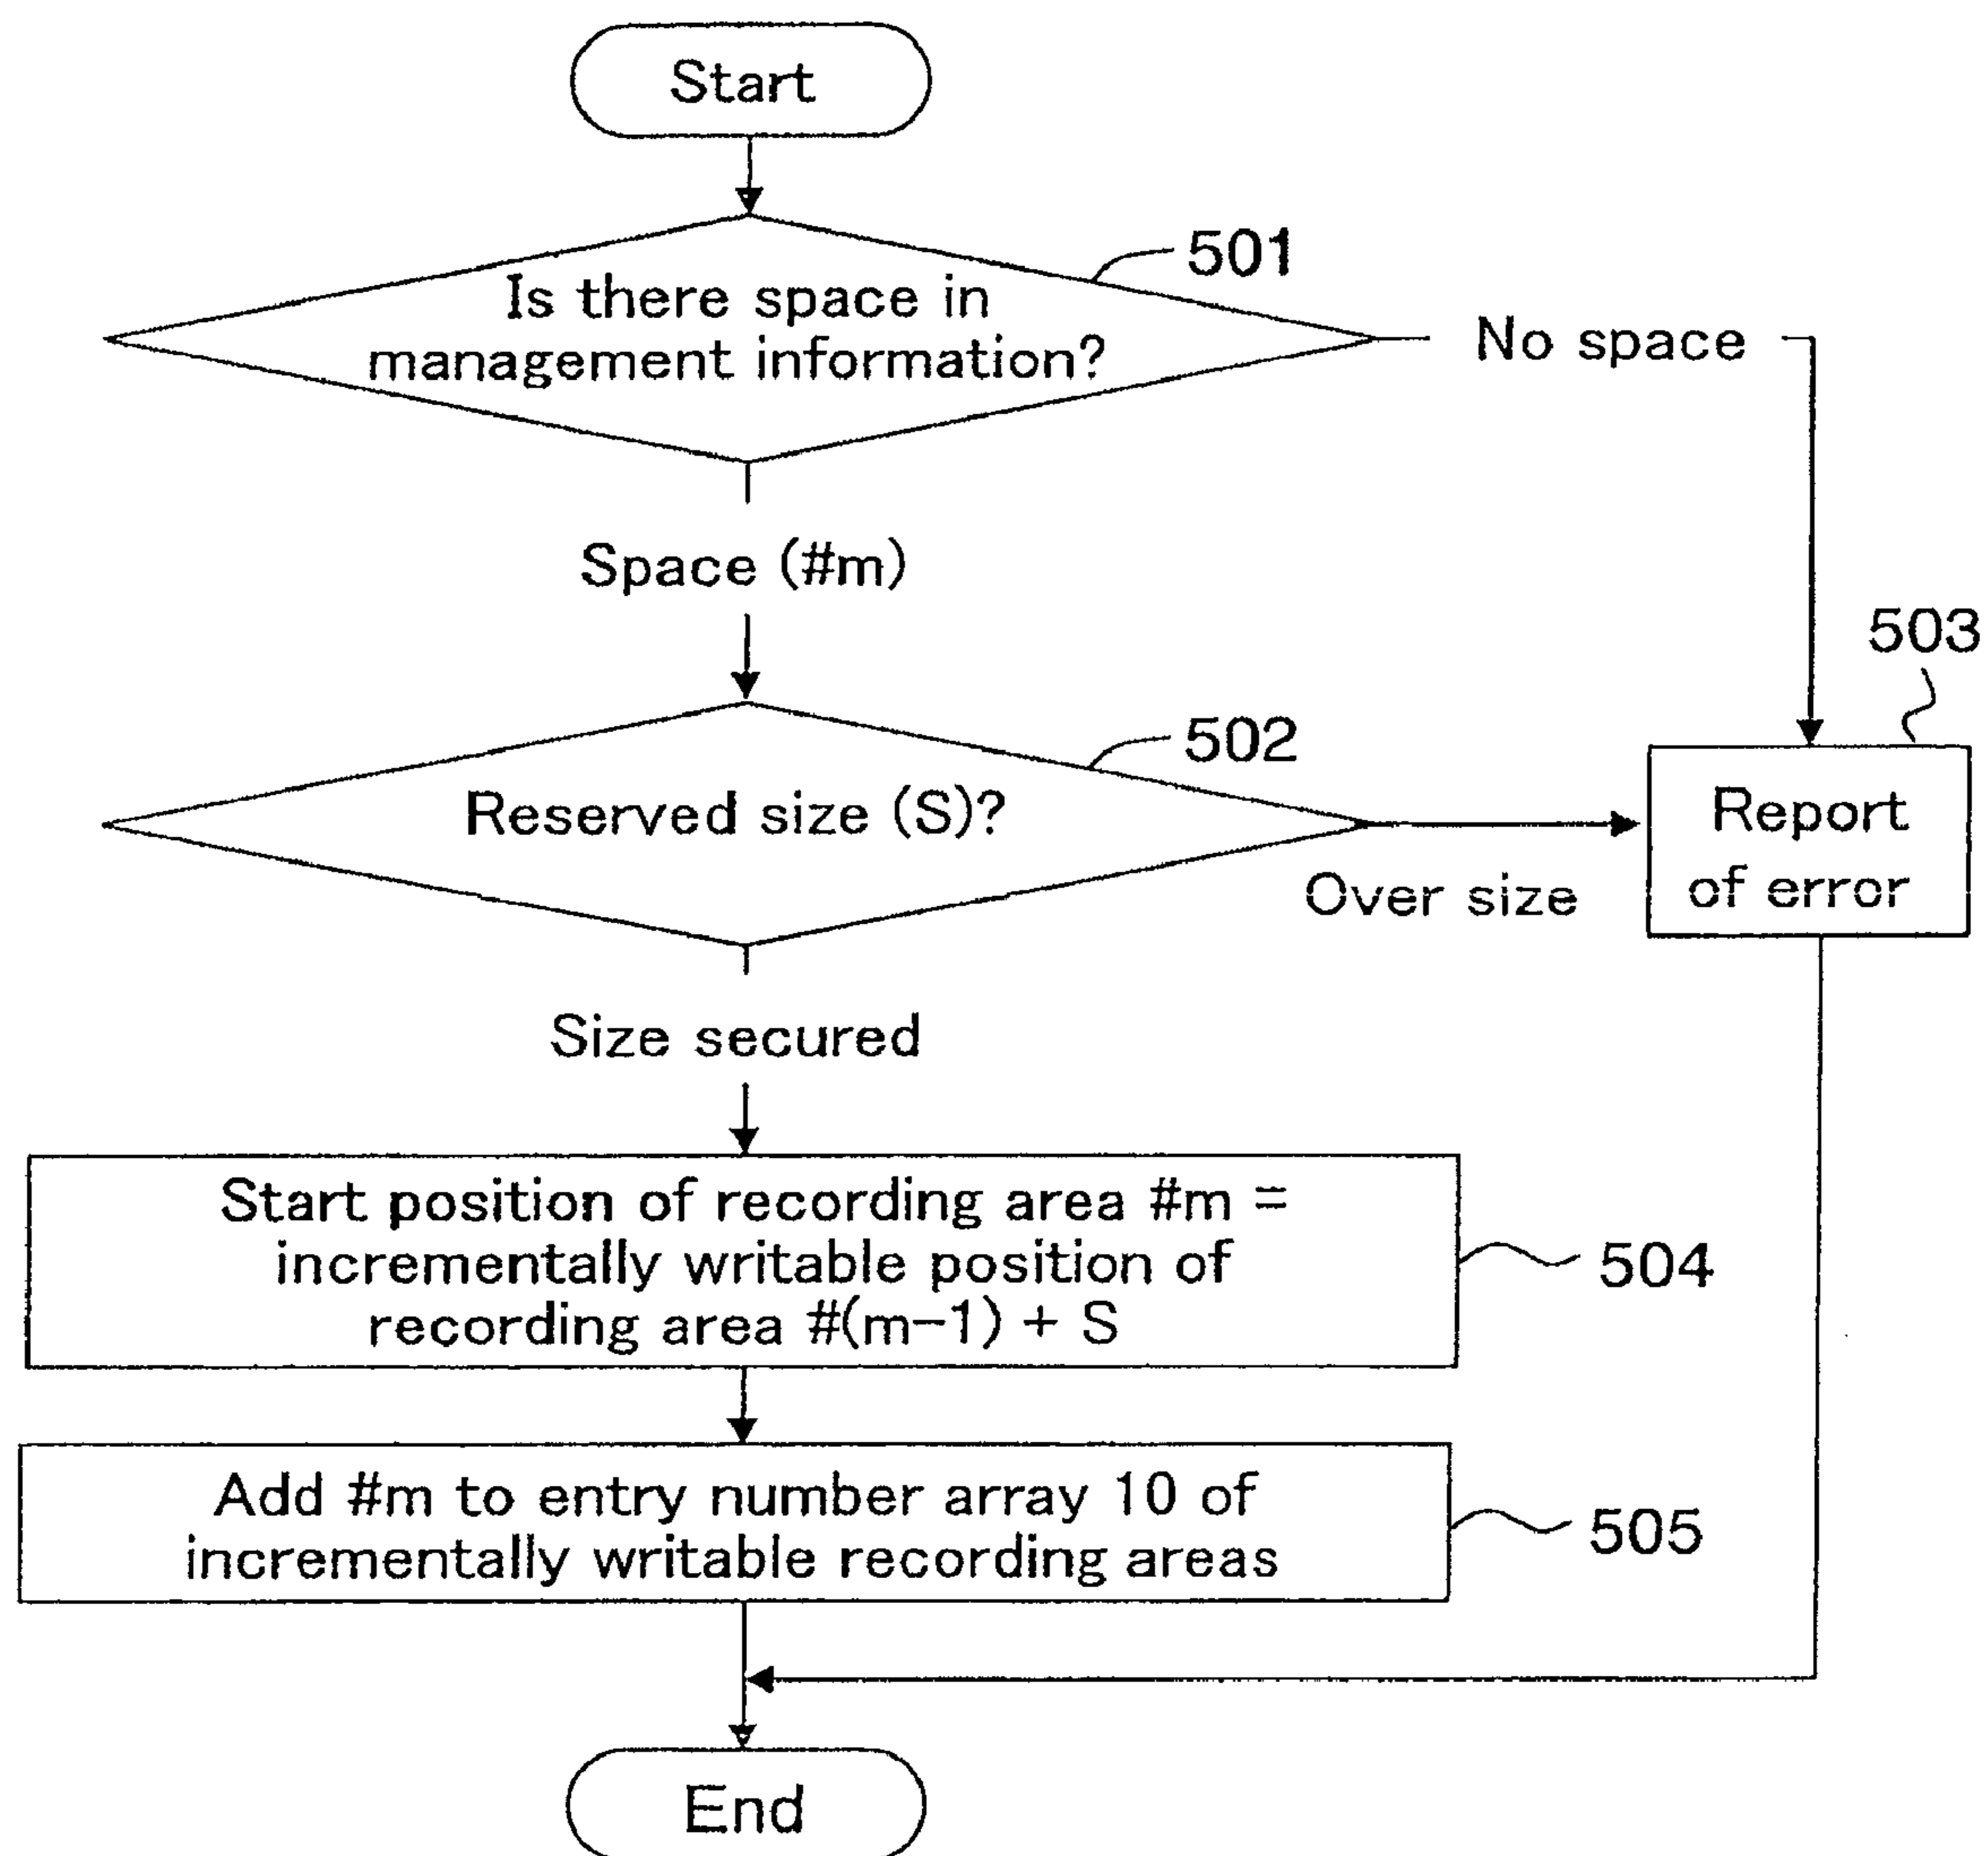 Start
501
Is there space in
management information?
No space
Space (#m)
503
502
Reserved size (S)?
Report
of error
Over size
Size secured
Start position of recording area #m =
incrementally writable position of
recording area #(m-1) + S
504
Add #m to entry number array 10 of
incrementally writable recording areas
505
End